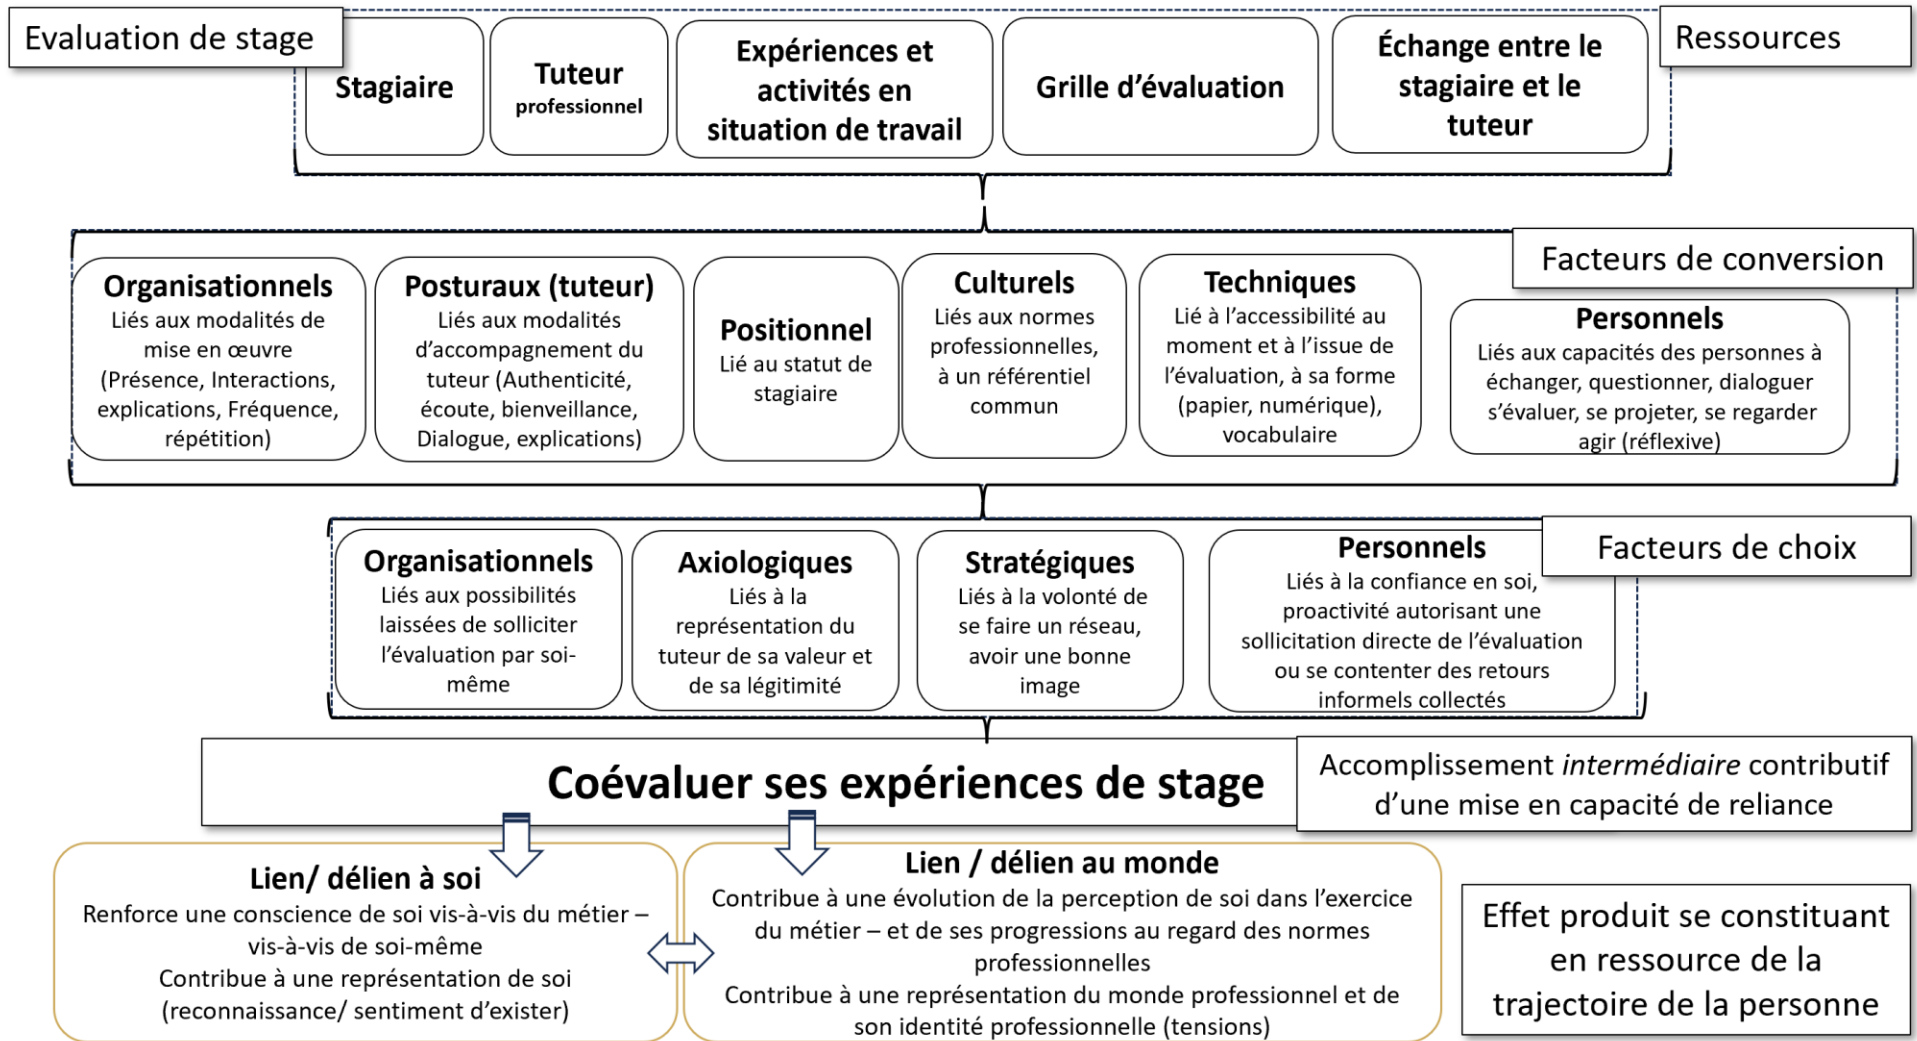 Evaluation de stage
Stagiaire
Tuteur
professionnel
Expériences et
activités en
situation de travail
Grille d'évaluation
Échange entre le
stagiaire et le
tuteur
Ressources
Facteurs de conversion
Organisationnels
Liés aux modalités de
mise en œuvre
(Présence, Interactions,
explications, Fréquence,
répétition)
Posturaux (tuteur)
Liés aux modalités
d'accompagnement du
tuteur (Authenticité,
écoute, bienveillance,
Dialogue, explications)
Positionnel
Lié au statut de
stagiaire
Culturels
Liés aux normes
professionnelles,
à un référentiel
commun
Techniques
Lié à l'accessibilité au
moment et à l'issue de
l'évaluation, à sa forme
(papier, numérique),
vocabulaire
Personnels
Liés aux capacités des personnes à
échanger, questionner, dialoguer
s'évaluer, se projeter, se regarder
agir (réflexive)
Facteurs de choix
Organisationnels
Liés aux possibilités
laissées de solliciter
l'évaluation par soi-
même
Axiologiques
Liés à la
représentation du
tuteur de sa valeur et
de sa légitimité
Stratégiques
Liés à la volonté de
se faire un réseau,
avoir une bonne
image
Personnels
Liés à la confiance en soi,
proactivité autorisant une
sollicitation directe de l'évaluation
ou se contenter des retours
informels collectés
Coévaluer ses expériences de stage
Accomplissement intermédiaire contributif
d'une mise en capacité de reliance
Lien/ délien à soi
Renforce une conscience de soi vis-à-vis du métier –
vis-à-vis de soi-même
Contribue à une représentation de soi
(reconnaissance/ sentiment d'exister)
Lien / délien au monde
Contribue à une évolution de la perception de soi dans l'exercice
du métier – et de ses progressions au regard des normes
professionnelles
Contribue à une représentation du monde professionnel et de
son identité professionnelle (tensions)
Effet produit se constituant
en ressource de la
trajectoire de la personne